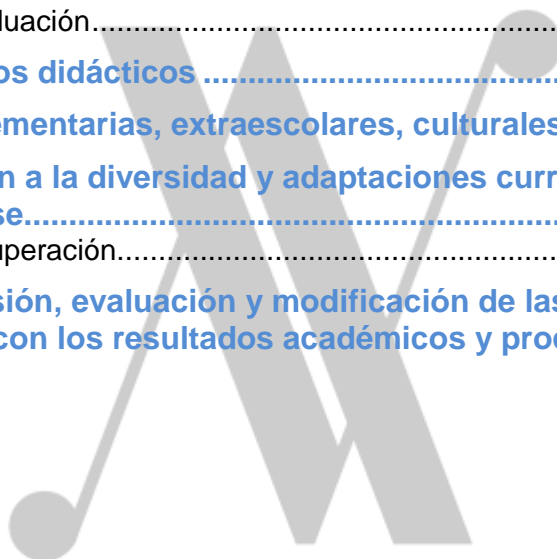 luación..........................................................
os didácticos ..........................................
ementarias, extraescolares, culturales
n a la diversidad y adaptaciones curr
se...............................................................
uperación......................................................
sión, evaluación y modificación de las
con los resultados académicos y proc